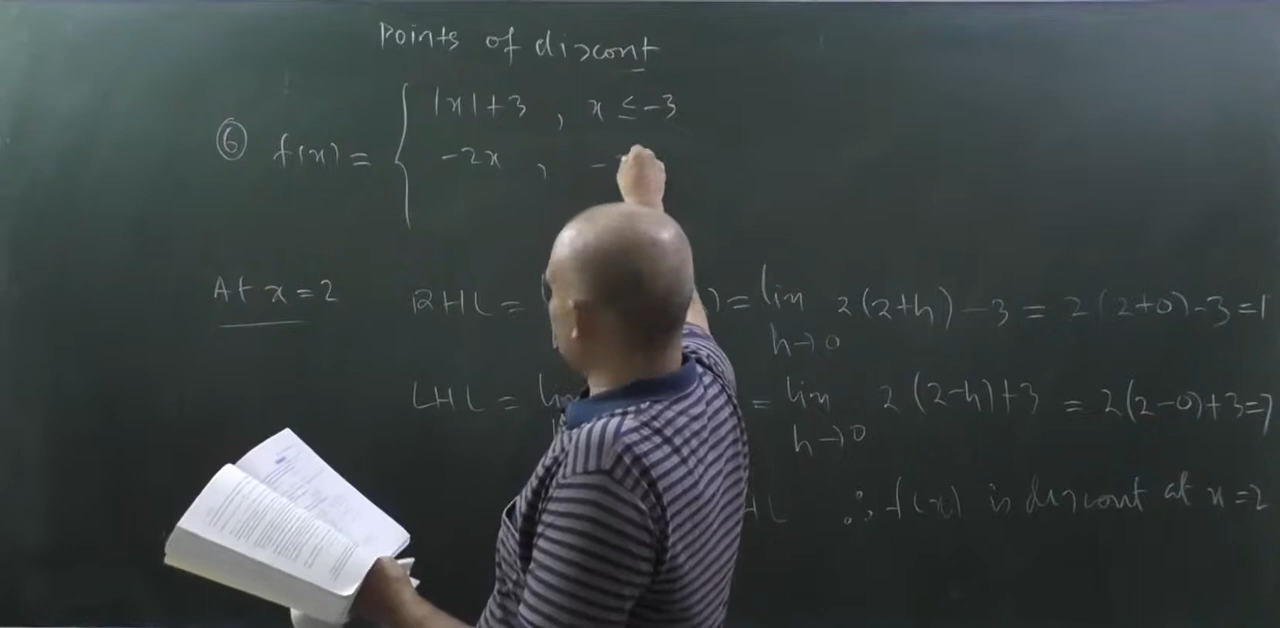 Points of discont
⑥ f(x) = { |x| + 3 , x ≤ -3
-2x , -
At x = 2 RHL = ) = lim h→0 2(2+h) - 3 = 2(2+0) - 3 = 1
LHL = lim = lim h→0 2(2-h) + 3 = 2(2-0) + 3 = 7
HL ∴ f(x) is discont at x = 2